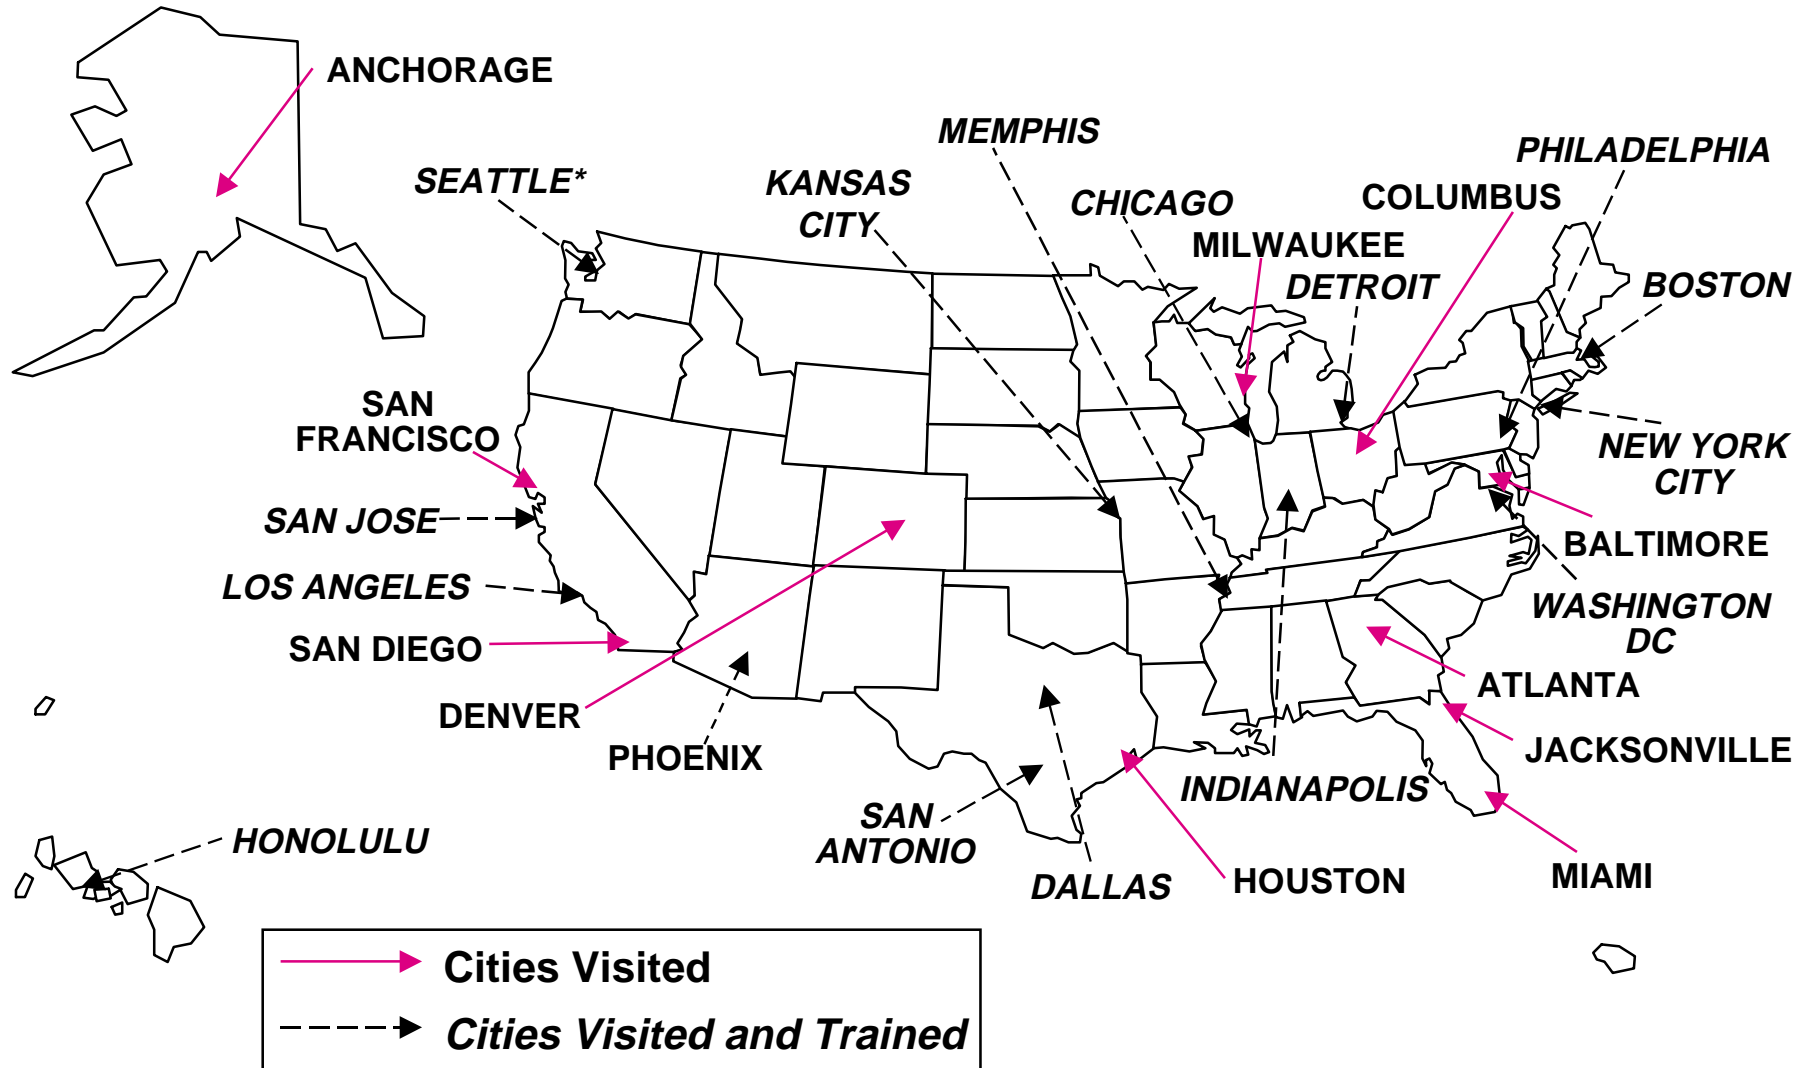 ANCHORAGE
MEMPHIS
PHILADELPHIA
SEATTLE*
KANSAS
CITY
CHICAGO
COLUMBUS
MILWAUKEE
DETROIT
BOSTON
SAN
FRANCISCO
NEW YORK
CITY
SAN JOSE
BALTIMORE
LOS ANGELES
WASHINGTON
DC
SAN DIEGO
ATLANTA
DENVER
PHOENIX
JACKSONVILLE
INDIANAPOLIS
SAN
ANTONIO
HONOLULU
DALLAS
HOUSTON
MIAMI
Cities Visited
Cities Visited and Trained